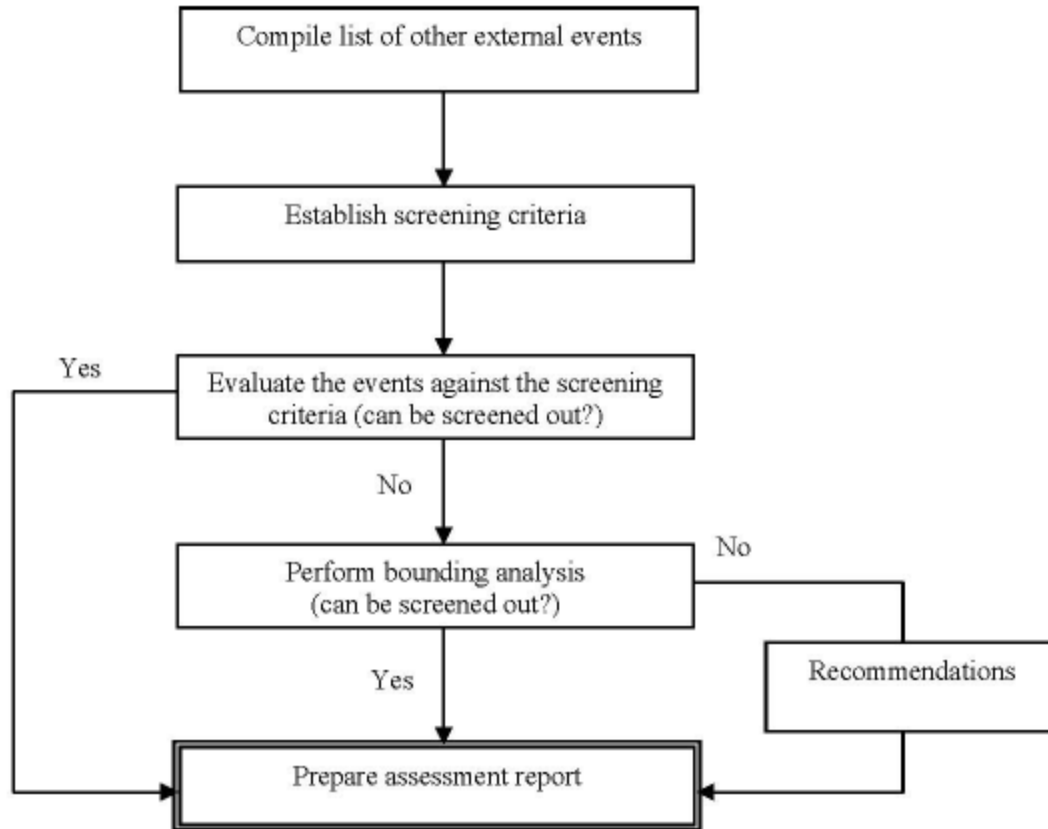 Compile list of other external events
Establish screening criteria
Yes
Evaluate the events against the screening
criteria (can be screened out?)
No
Perform bounding analysis
(can be screened out?)
No
Recommendations
Yes
Prepare assessment report